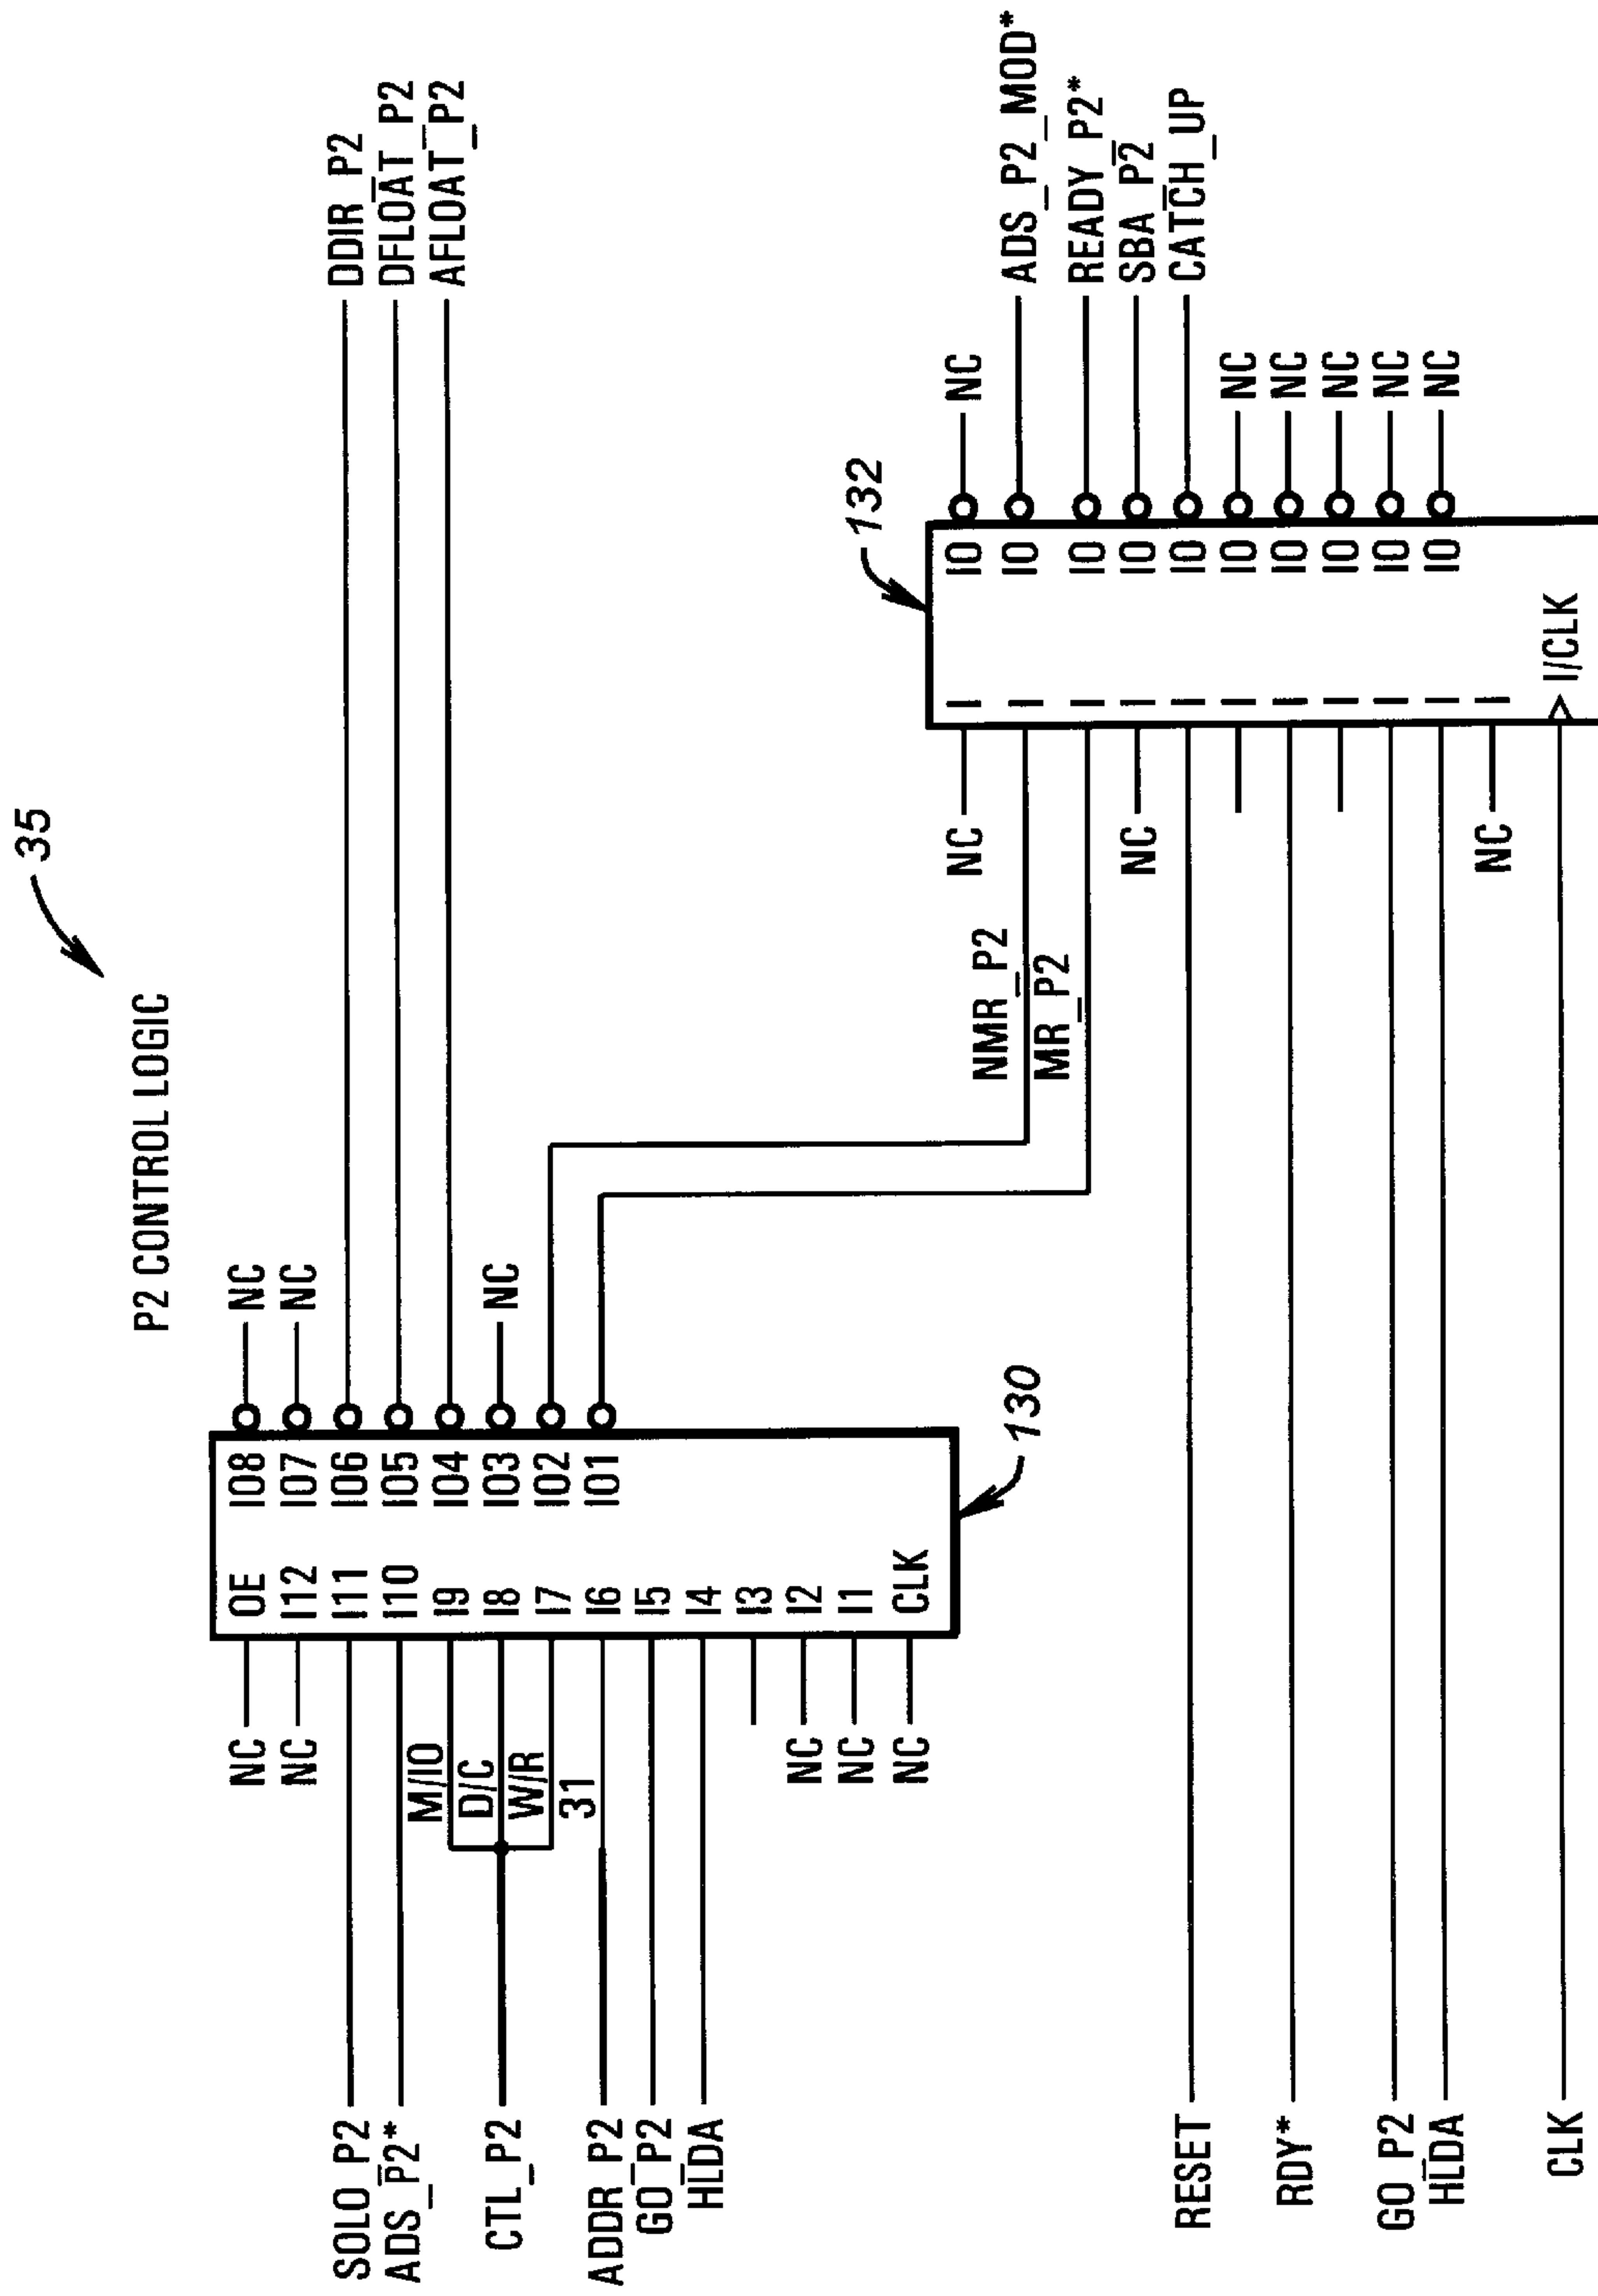 35
P2 CONTROL LOGIC
NC
NC
DDIR_P2
DFLOAT_P2
AFLOAT_P2
NC
OE
I12
I11
I10
I9
I8
I7
I6
I5
I4
I3
I2
I1
CLK
IO8
IO7
IO6
IO5
IO4
IO3
IO2
IO1
130
NC
NC
SOLO_P2
ADS_P2*
CTL_P2
M/IO
D/C
W/R
31
ADDR_P2
GO_P2
HLDA
NC
NC
NC
NMR_P2
MR_P2
132
NC
ADS_P2_MOD*
READY_P2*
SBA_P2
CATCH_UP
NC
NC
NC
NC
NC
IO
IO
IO
IO
IO
IO
IO
IO
IO
IO
I
I
I
I
I
I
I
I
I
I
I
I/CLK
NC
NC
RESET
RDY*
GO_P2
HLDA
NC
CLK